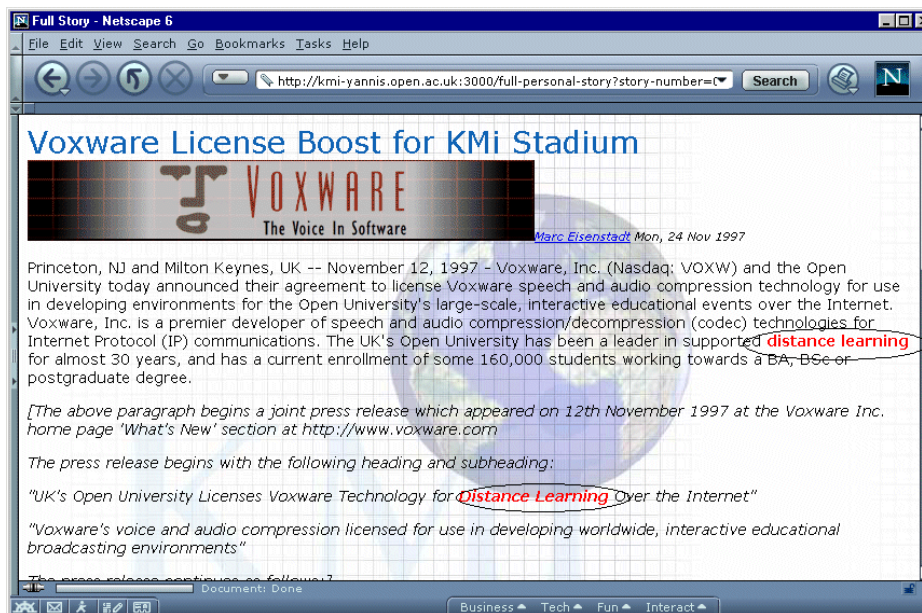 Full Story - Netscape 6
File Edit View Search Go Bookmarks Tasks Help
http://kmi-yannis.open.ac.uk:3000/full-personal-story?story-number=
Search
N
Voxware License Boost for KMi Stadium
VOXWARE
The Voice In Software
Marc Eisenstadt Mon, 24 Nov 1997
Princeton, NJ and Milton Keynes, UK -- November 12, 1997 - Voxware, Inc. (Nasdaq: VOXW) and the Open
University today announced their agreement to license Voxware speech and audio compression technology for use
in developing environments for the Open University's large-scale, interactive educational events over the Internet.
Voxware, Inc. is a premier developer of speech and audio compression/decompression (codec) technologies for
Internet Protocol (IP) communications. The UK's Open University has been a leader in supported distance learning
for almost 30 years, and has a current enrollment of some 160,000 students working towards a BA, BSc or
postgraduate degree.
[The above paragraph begins a joint press release which appeared on 12th November 1997 at the Voxware Inc.
home page 'What's New' section at http://www.voxware.com
The press release begins with the following heading and subheading:
"UK's Open University Licenses Voxware Technology for Distance Learning Over the Internet"
"Voxware's voice and audio compression licensed for use in developing worldwide, interactive educational
broadcasting environments"
The press release continues as follows:]
Document: Done
Business Tech Fun Interact